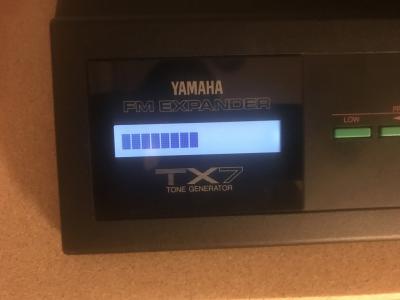 YAMAHA
FM EXPANDER
TX7
TONE GENERATOR
LOW